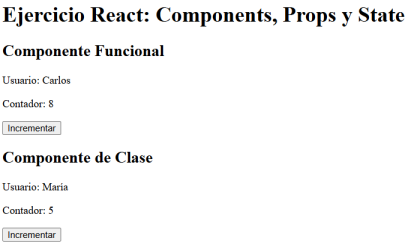 Ejercicio React: Components, Props y State
Componente Funcional
Usuario: Carlos
Contador: 8
Incrementar
Componente de Clase
Usuario: Maria
Contador: 5
Incrementar